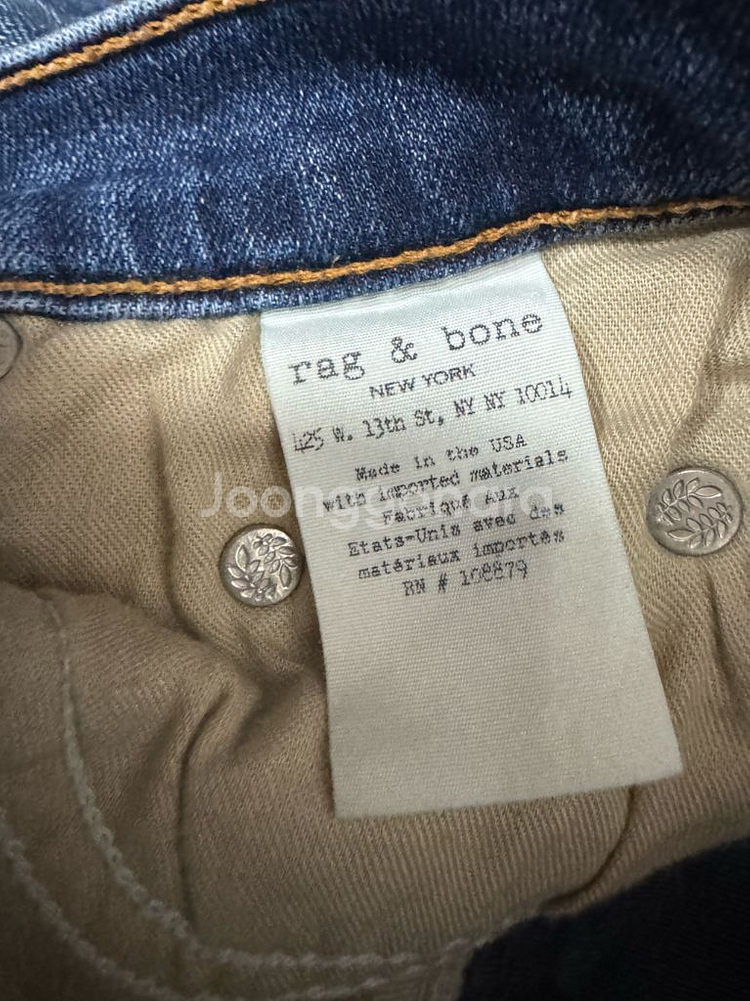 rag & bone
NEW YORK
425 W. 13th St, NY NY 10014
Made in the USA
with imported materials
Fabriqué Aux
Etats-Unis avec des
matériaux importés
RN # 108879
Joonggonara